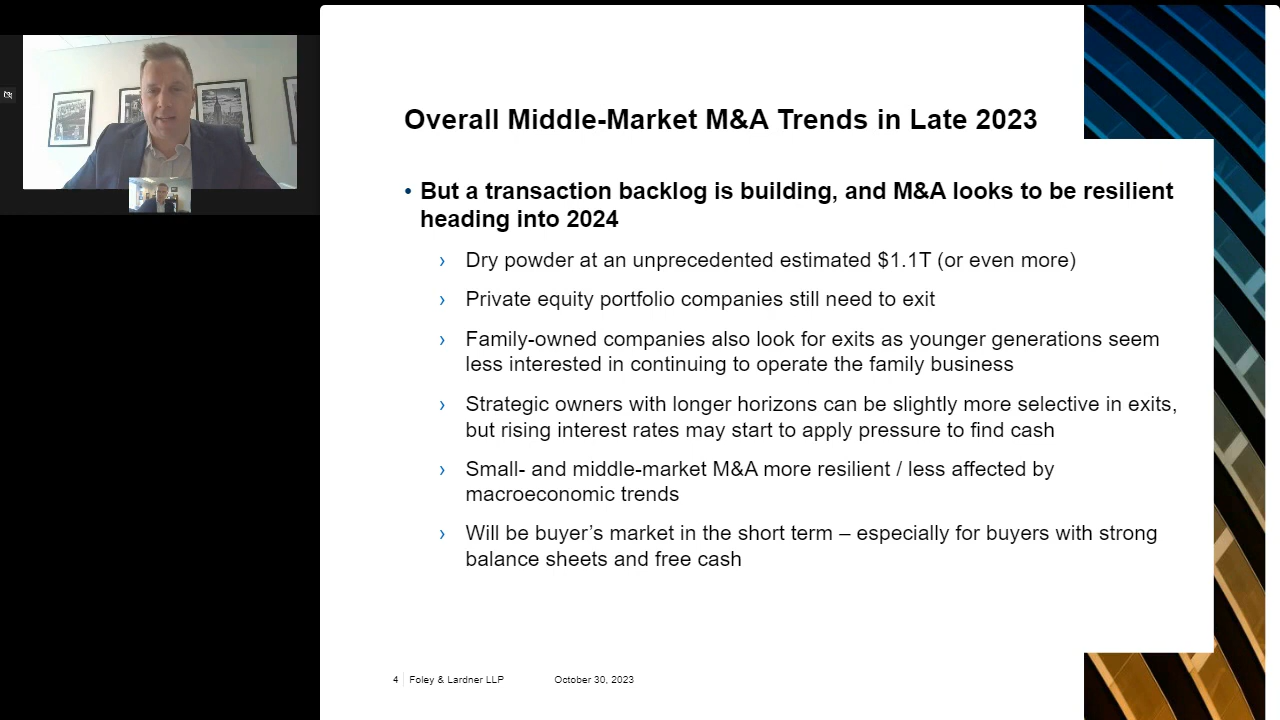 Overall Middle-Market M&A Trends in Late 2023
• But a transaction backlog is building, and M&A looks to be resilient
heading into 2024
› Dry powder at an unprecedented estimated $1.1T (or even more)
› Private equity portfolio companies still need to exit
› Family-owned companies also look for exits as younger generations seem
less interested in continuing to operate the family business
› Strategic owners with longer horizons can be slightly more selective in exits,
but rising interest rates may start to apply pressure to find cash
› Small- and middle-market M&A more resilient / less affected by
macroeconomic trends
› Will be buyer’s market in the short term – especially for buyers with strong
balance sheets and free cash
4 Foley & Lardner LLP October 30, 2023